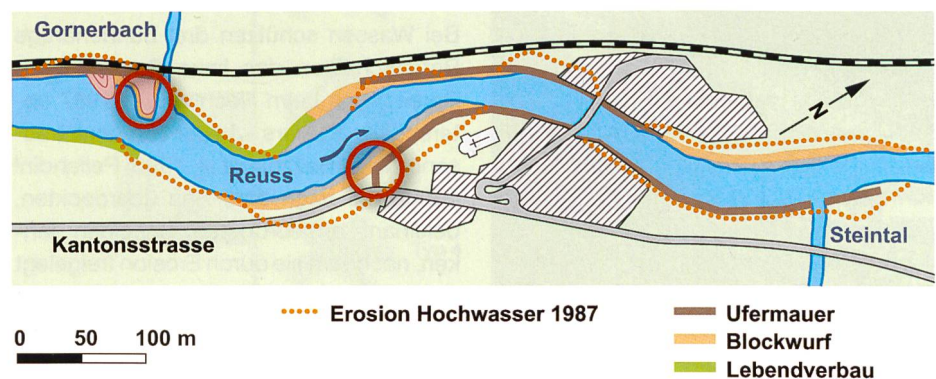 Gornerbach
N
Reuss
Kantonsstrasse
Steintal
Erosion Hochwasser 1987
0 50 100 m
Ufermauer
Blockwurf
Lebendverbau